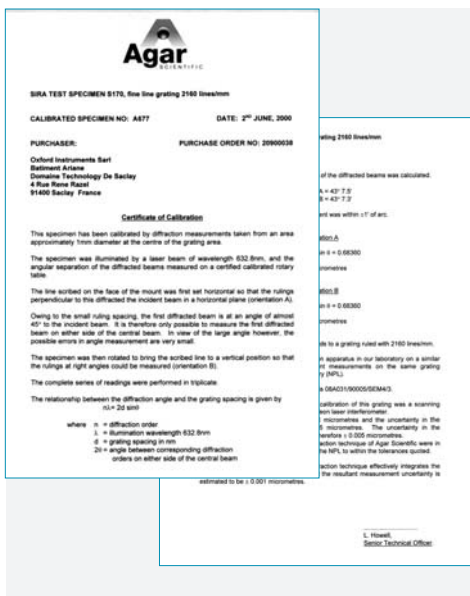 Agar
SCIENTIFIC
SIRA TEST SPECIMEN S170, fine line grating 2160 lines/mm
CALIBRATED SPECIMEN NO: A877 DATE: 2ND JUNE, 2000
PURCHASER: PURCHASE ORDER NO: 20900038
Oxford Instruments Sarl
Batiment Ariane
Domaine Technology De Saclay
4 Rue Rene Razel
91400 Saclay France
Certificate of Calibration
This specimen has been calibrated by diffraction measurements taken from an area
approximately 1mm diameter at the centre of the grating area.
The specimen was illuminated by a laser beam of wavelength 632.8nm, and the
angular separation of the diffracted beams measured on a certified calibrated rotary
table.
The line scribed on the face of the mount was first set horizontal so that the rulings
perpendicular to this diffracted the incident beam in a horizontal plane (orientation A).
Owing to the small ruling spacing, the first diffracted beam is at an angle of almost
45° to the incident beam. It is therefore only possible to measure the first diffracted
beam on either side of the central beam. In view of the large angle however, the
possible errors in angle measurement are very small.
The specimen was then rotated to bring the scribed line to a vertical position so that
the rulings at right angles could be measured (orientation B).
The complete series of readings were performed in triplicate.
The relationship between the diffraction angle and the grating spacing is given by
nλ= 2d sinθ
where n = diffraction order
λ = illumination wavelength 632.8nm
d = grating spacing in nm
2θ = angle between corresponding diffraction
orders on either side of the central beam
rating 2160 lines/mm
of the diffracted beams was calculated.
A = 43° 7.5'
B = 43° 7.5'
ent was within ±1' of arc.
ation A
in θ = 0.68360
crometres
ation B
in θ = 0.68360
crometres
ds to a grating ruled with 2160 lines/mm.
n apparatus in our laboratory on a similar
nt measurements on the same grating
ry (NPL).
s 08A031/90005/SEM4/3.
calibration of this grating was a scanning
eon laser interferometer.
micrometres and the uncertainty in the
micrometres. The uncertainty in the
herefore ± 0.005 micrometres.
action technique of Agar Scientific were in
he NPL to within the tolerances quoted.
raction technique effectively integrates the
the resultant measurement uncertainty is
estimated to be ± 0.001 micrometres.
L. Howell,
Senior Technical Officer